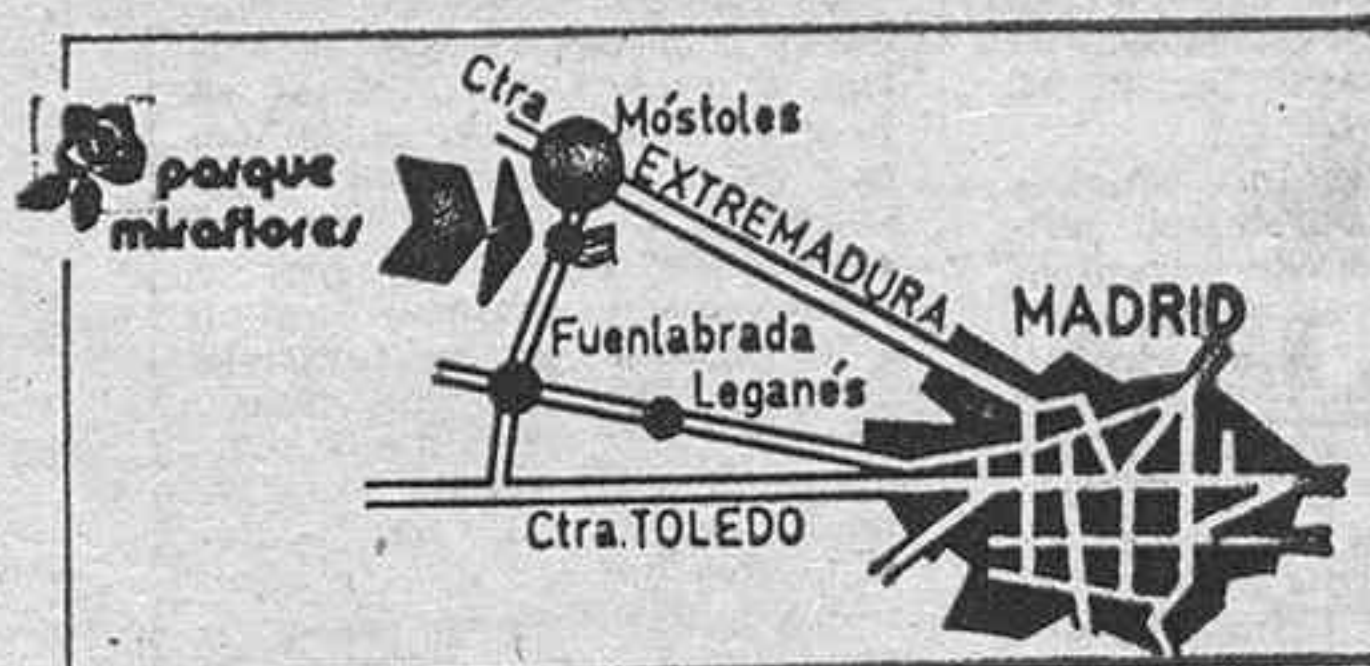 parque
miraflores
Ctra
Móstoles
EXTREMADURA
MADRID
Fuenlabrada
Leganés
Ctra. TOLEDO